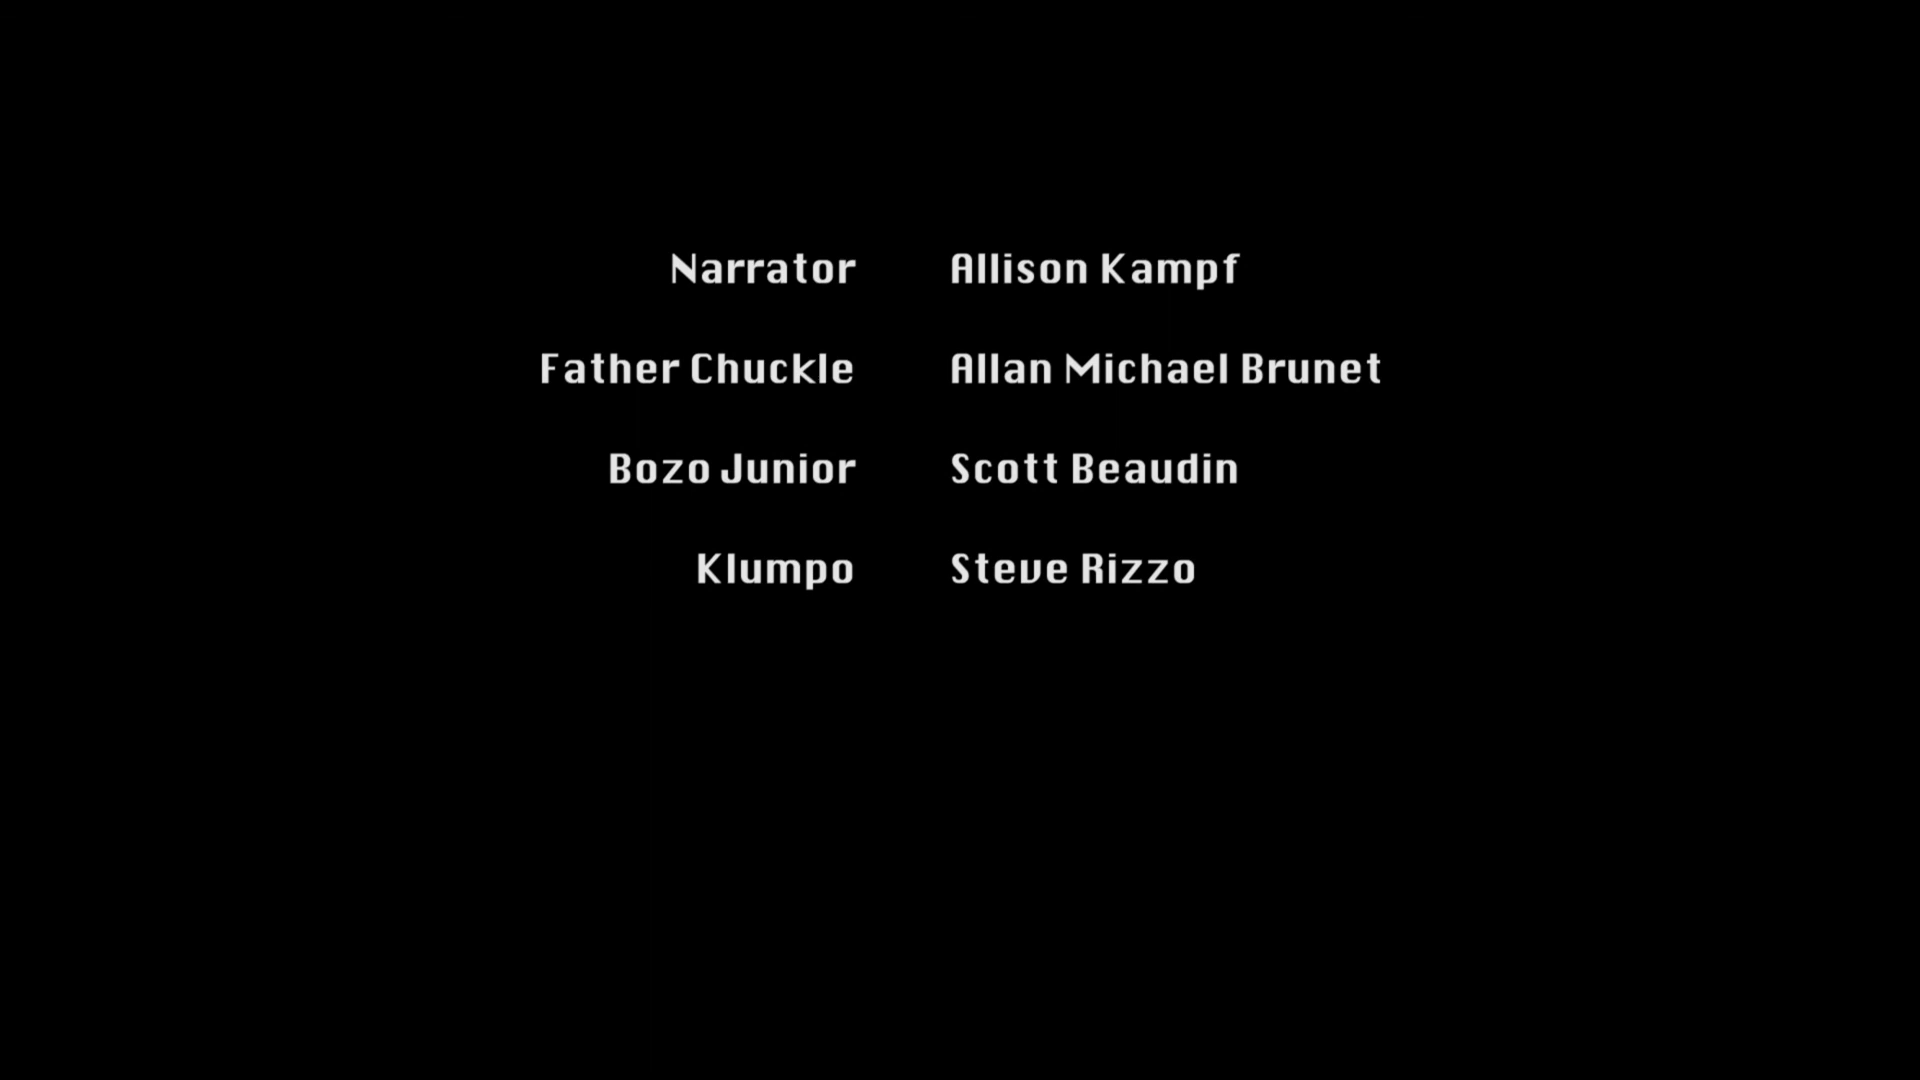 Narrator Allison Kampf
Father Chuckle Allan Michael Brunet
Bozo Junior Scott Beaudin
Klumpo Steve Rizzo